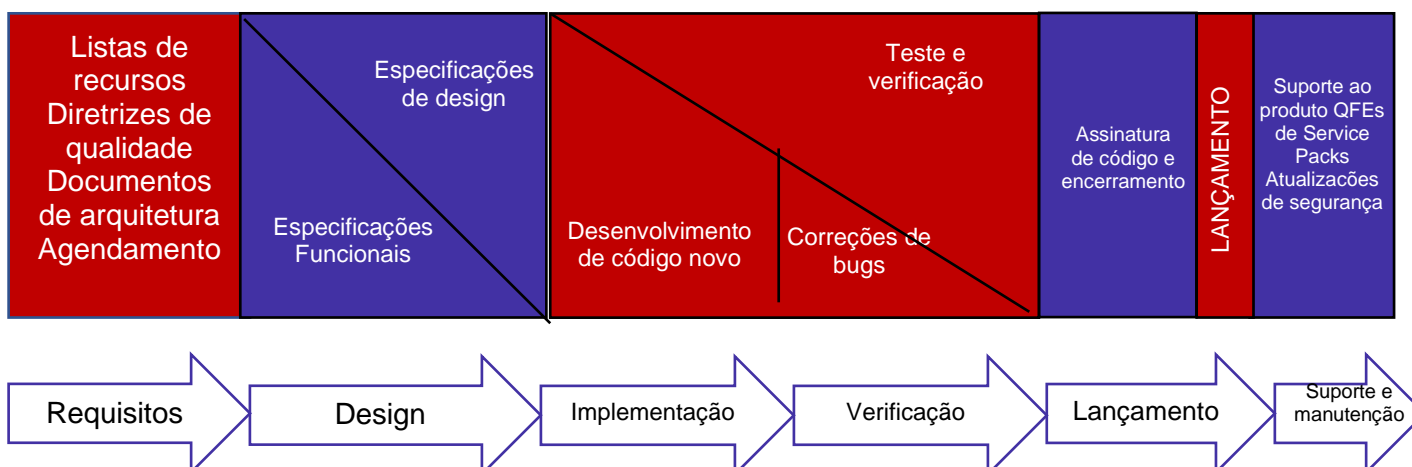 Listas de
recursos
Diretrizes de
qualidade
Documentos
de arquitetura
Agendamento
Especificações
de design
Especificações
Funcionais
Teste e
verificação
Desenvolvimento
de código novo
Correções de
bugs
Assinatura
de código e
encerramento
LANÇAMENTO
Suporte ao
produto QFEs
de Service
Packs
Atualizacões
de segurança
Requisitos
Design
Implementação
Verificação
Lançamento
Suporte e
manutenção